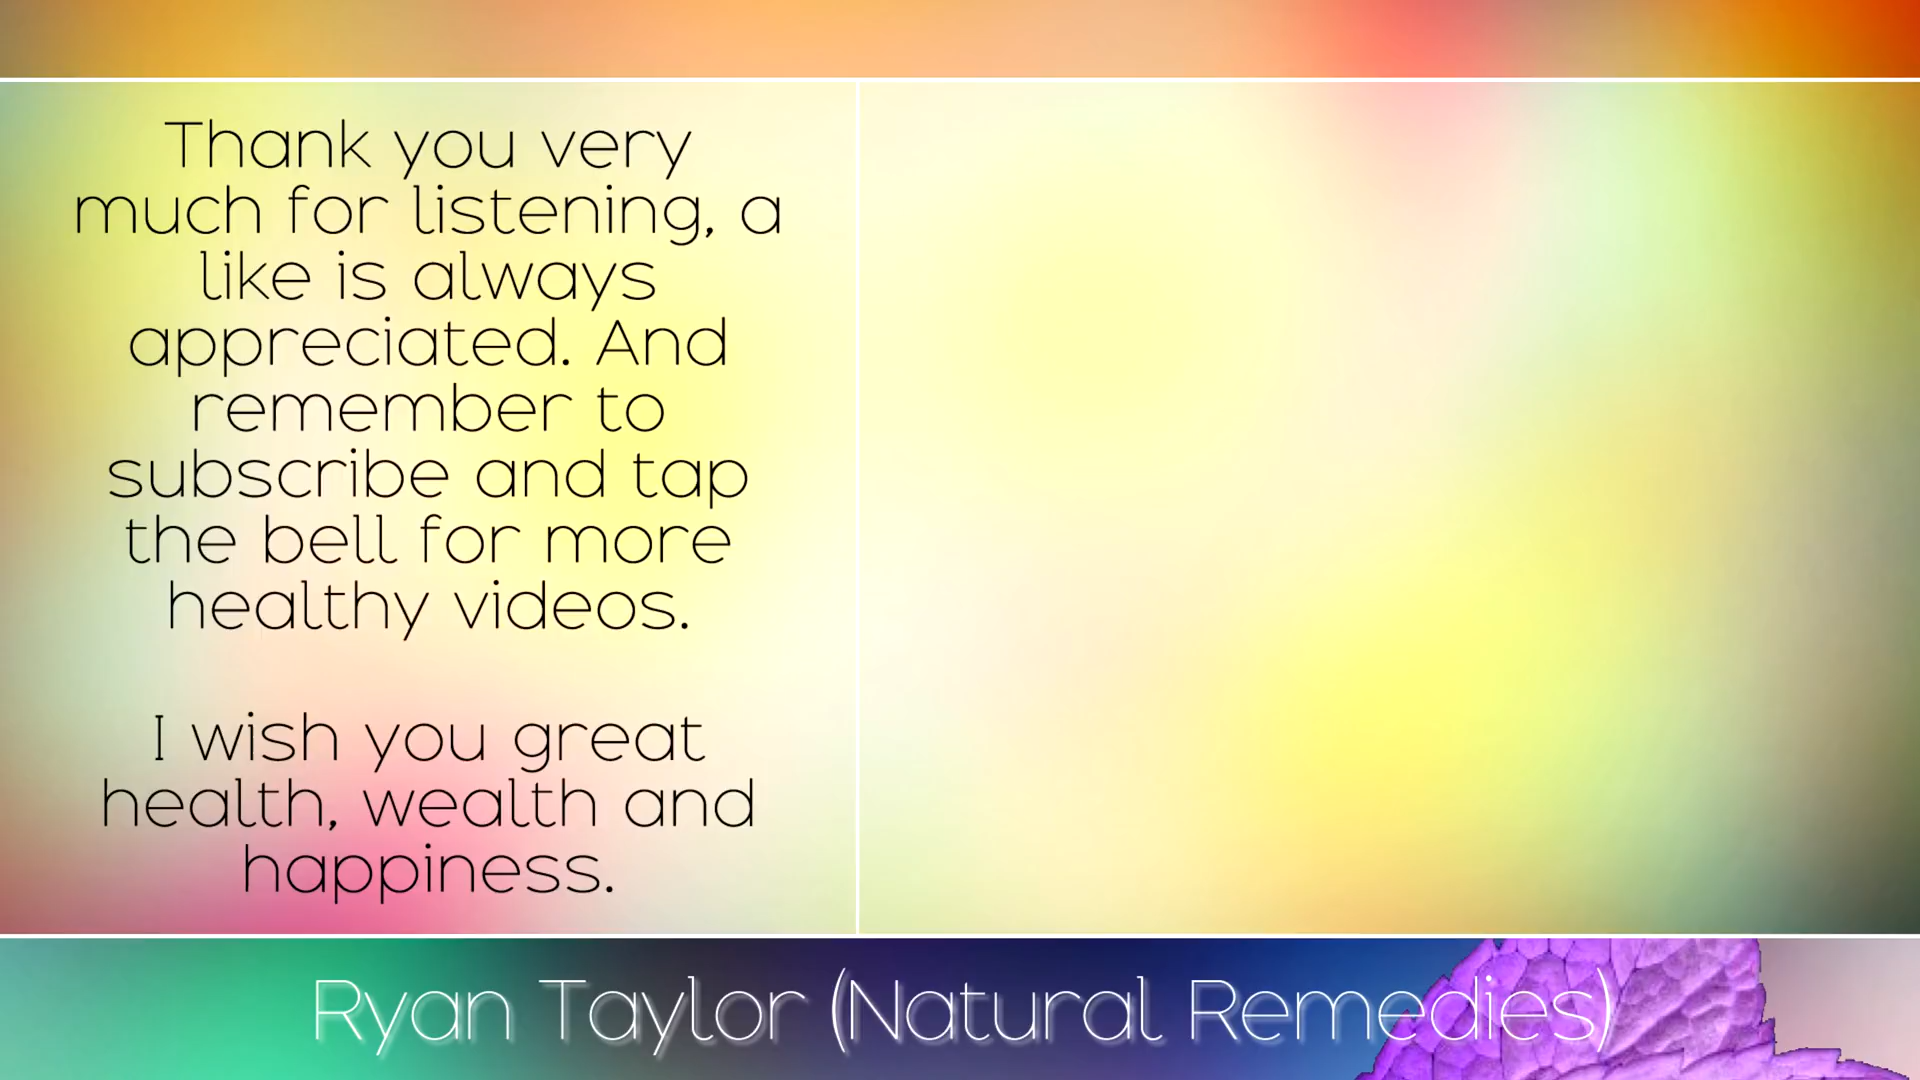 Thank you very
much for listening, a
like is always
appreciated. And
remember to
subscribe and tap
the bell for more
healthy videos.
I wish you great
health, wealth and
happiness.
Ryan Taylor (Natural Remedies)